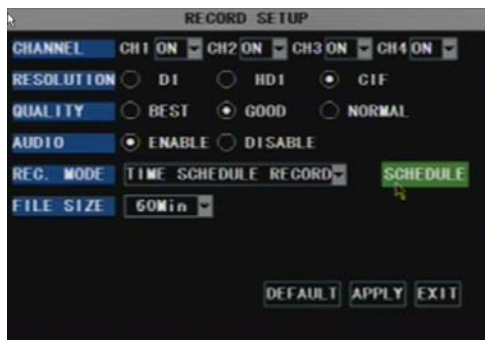 RECORD SETUP
CHANNEL CH1 ON CH2 ON CH3 ON CH4 ON
RESOLUTION D1 HD1 CIF
QUALITY BEST GOOD NORMAL
AUDIO ENABLE DISABLE
REC. MODE TIME SCHEDULE RECORD SCHEDULE
FILE SIZE 60Min
DEFAULT APPLY EXIT